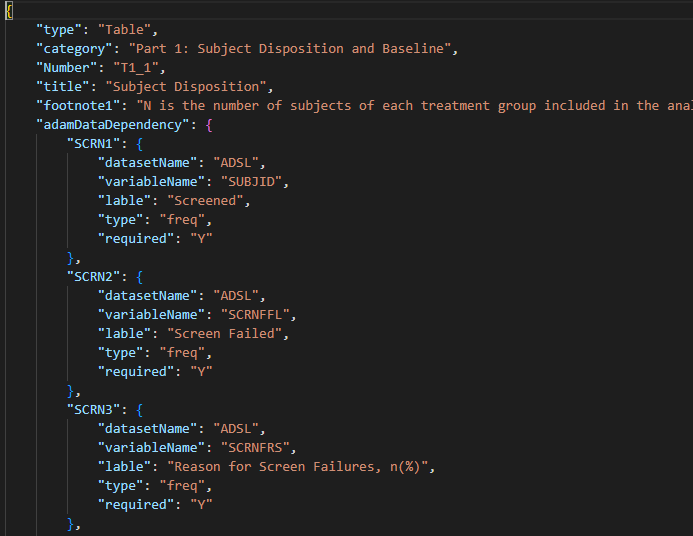 {
"type": "Table",
"category": "Part 1: Subject Disposition and Baseline",
"Number": "T1_1",
"title": "Subject Disposition",
"footnote1": "N is the number of subjects of each treatment group included in the
"adamDataDependency": {
"SCRN1": {
"datasetName": "ADSL",
"variableName": "SUBJID",
"lable": "Screened",
"type": "freq",
"required": "Y"
},
"SCRN2": {
"datasetName": "ADSL",
"variableName": "SCRNFFL",
"lable": "Screen Failed",
"type": "freq",
"required": "Y"
},
"SCRN3": {
"datasetName": "ADSL",
"variableName": "SCRNFRS",
"lable": "Reason for Screen Failures, n(%)",
"type": "freq",
"required": "Y"
},